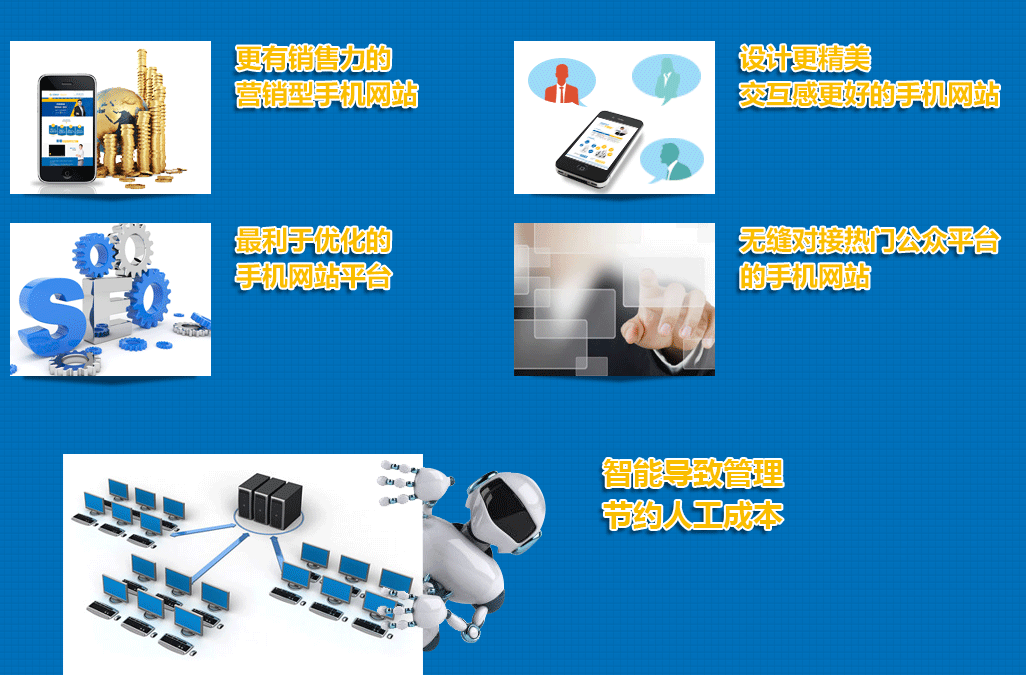 更有销售力的
营销型手机网站
设计更精美
交互感更好的手机网站
SEO
最利于优化的
手机网站平台
无缝对接热门公众平台
的手机网站
智能导致管理
节约人工成本